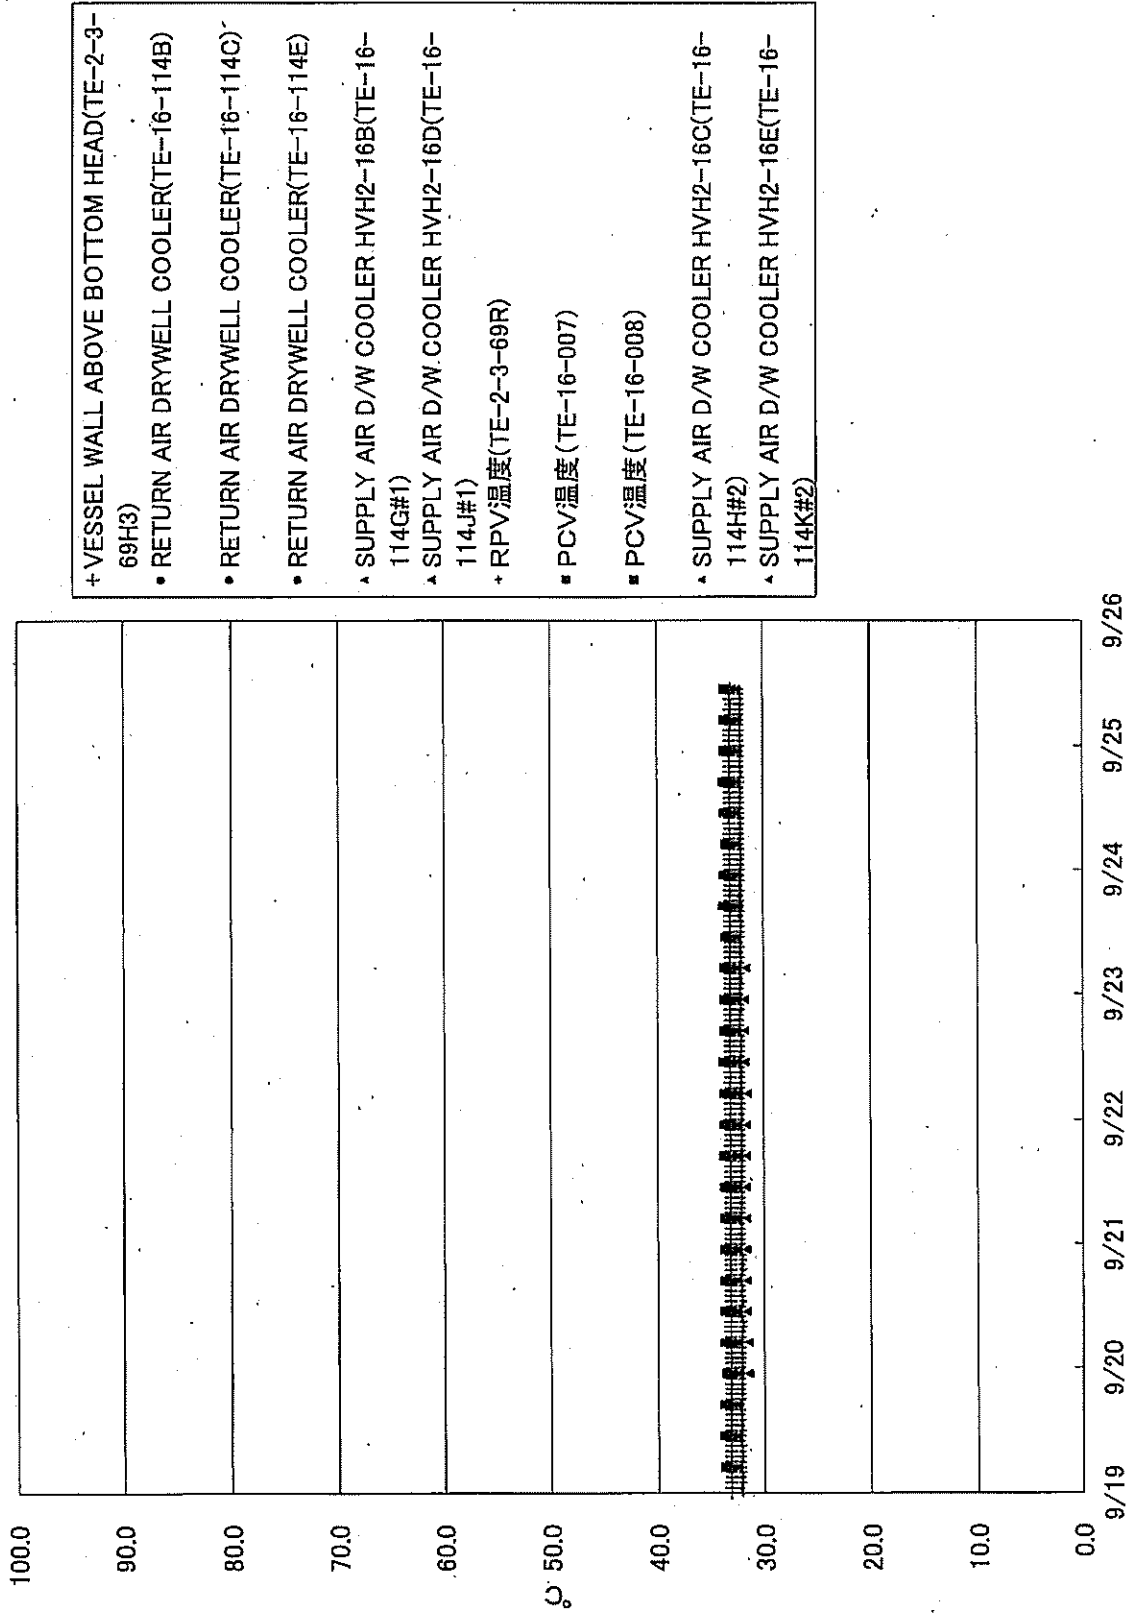 100.0
90.0
80.0
70.0
60.0
50.0
40.0
30.0
20.0
10.0
0.0
℃
9/19
9/20
9/21
9/22
9/23
9/24
9/25
9/26
+ VESSEL WALL ABOVE BOTTOM HEAD(TE-2-3-
69H3)
• RETURN AIR DRYWELL COOLER(TE-16-114B)
• RETURN AIR DRYWELL COOLER(TE-16-114C)
• RETURN AIR DRYWELL COOLER(TE-16-114E)
▲ SUPPLY AIR D/W COOLER HVH2-16B(TE-16-
114G#1)
▲ SUPPLY AIR D/W COOLER HVH2-16D(TE-16-
114J#1)
+ RPV温度(TE-2-3-69R)
■ PCV温度(TE-16-007)
■ PCV温度(TE-16-008)
▲ SUPPLY AIR D/W COOLER HVH2-16C(TE-16-
114H#2)
▲ SUPPLY AIR D/W COOLER HVH2-16E(TE-16-
114K#2)